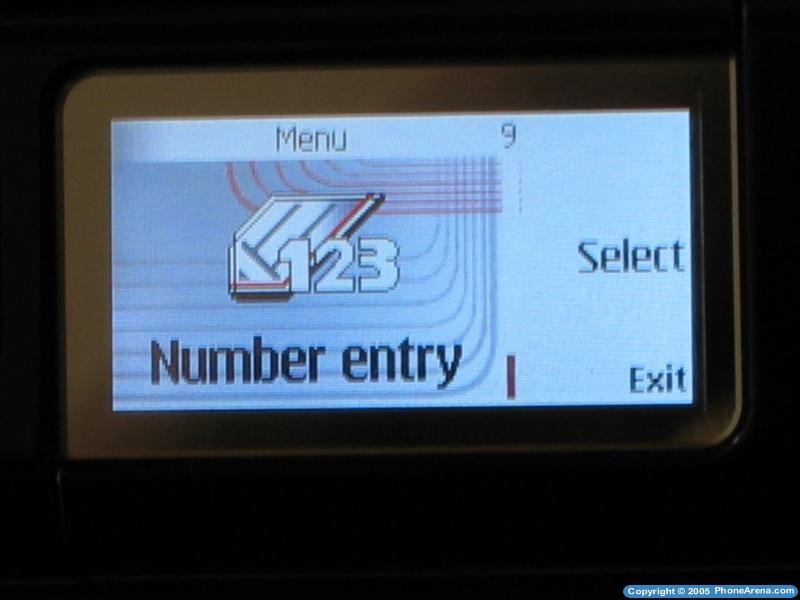 Menu 9
123
Select
Number entry
Exit
Copyright © 2005 PhoneArena.com